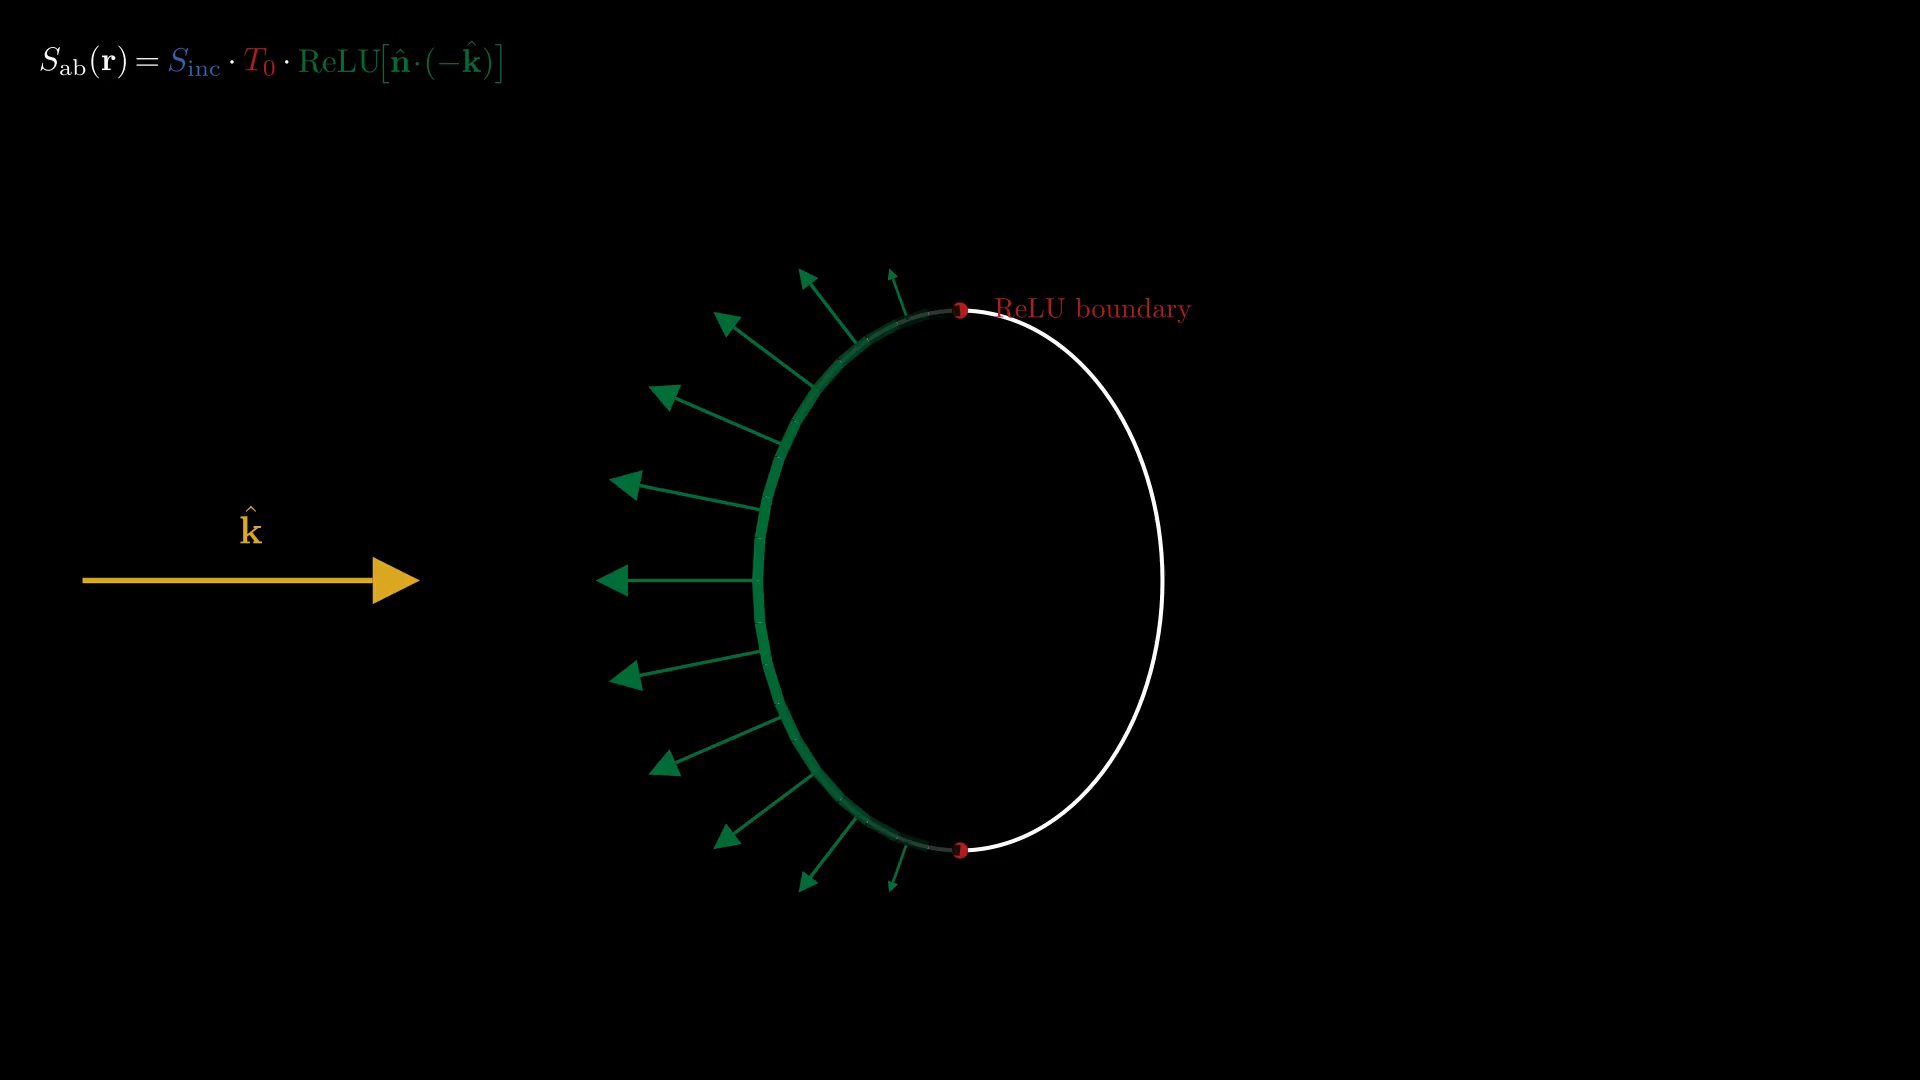 S_ab(r) = S_inc · T_0 · ReLU[n̂·(−k̂)]
ReLU boundary
k̂